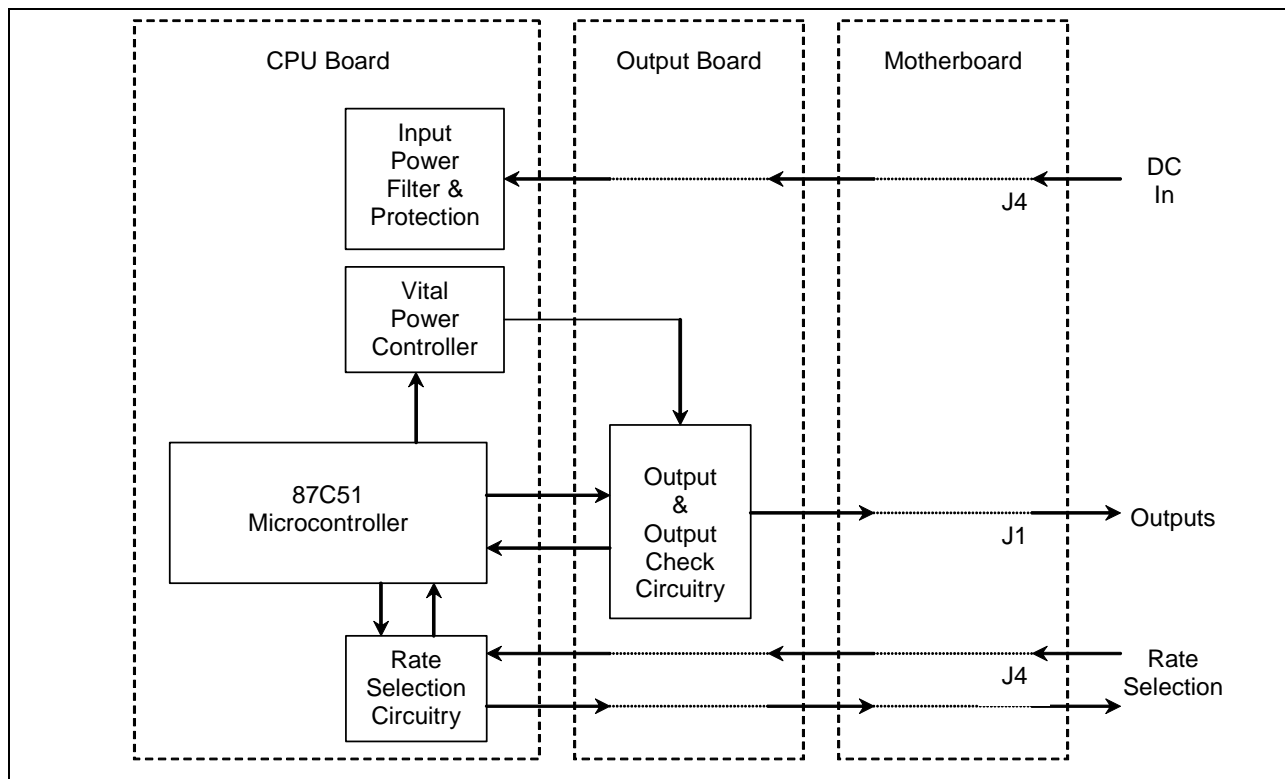 CPU Board
Output Board
Motherboard
Input
Power
Filter &
Protection
DC
In
J4
Vital
Power
Controller
87C51
Microcontroller
Output
&
Output
Check
Circuitry
Outputs
J1
Rate
Selection
Circuitry
J4
Rate
Selection